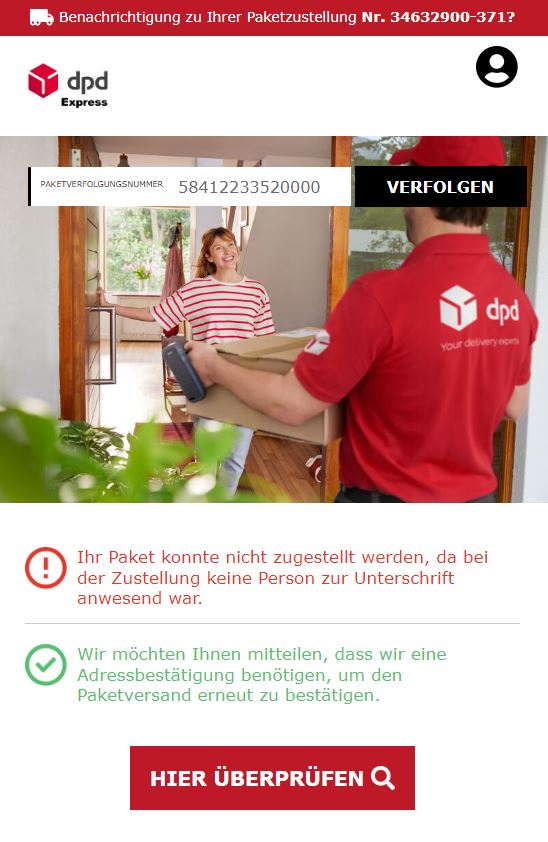 Benachrichtigung zu Ihrer Paketzustellung Nr. 34632900-371?
dpd
Express
PAKETVERFOLGUNGSNUMMER 58412233520000 VERFOLGEN
dpd
Your delivery experts
Ihr Paket konnte nicht zugestellt werden, da bei
der Zustellung keine Person zur Unterschrift
anwesend war.
Wir möchten Ihnen mitteilen, dass wir eine
Adressbestätigung benötigen, um den
Paketversand erneut zu bestätigen.
HIER ÜBERPRÜFEN